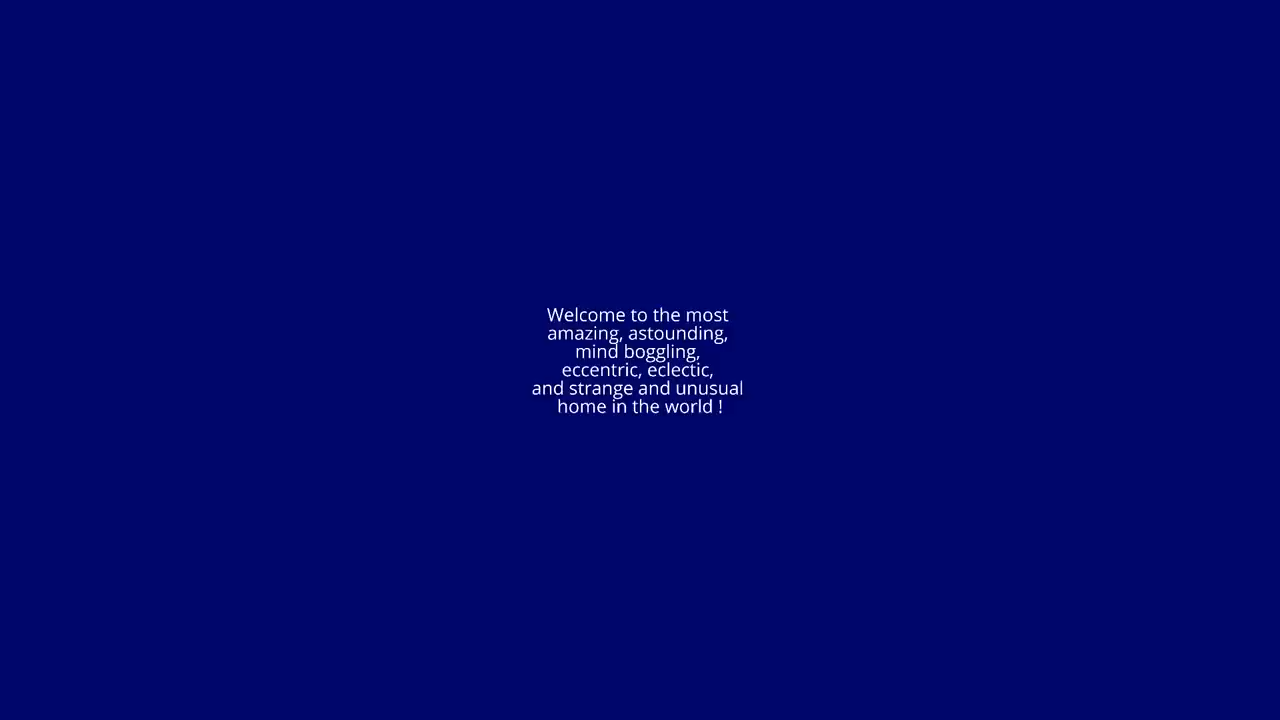 Welcome to the most
amazing, astounding,
mind boggling,
eccentric, eclectic,
and strange and unusual
home in the world !